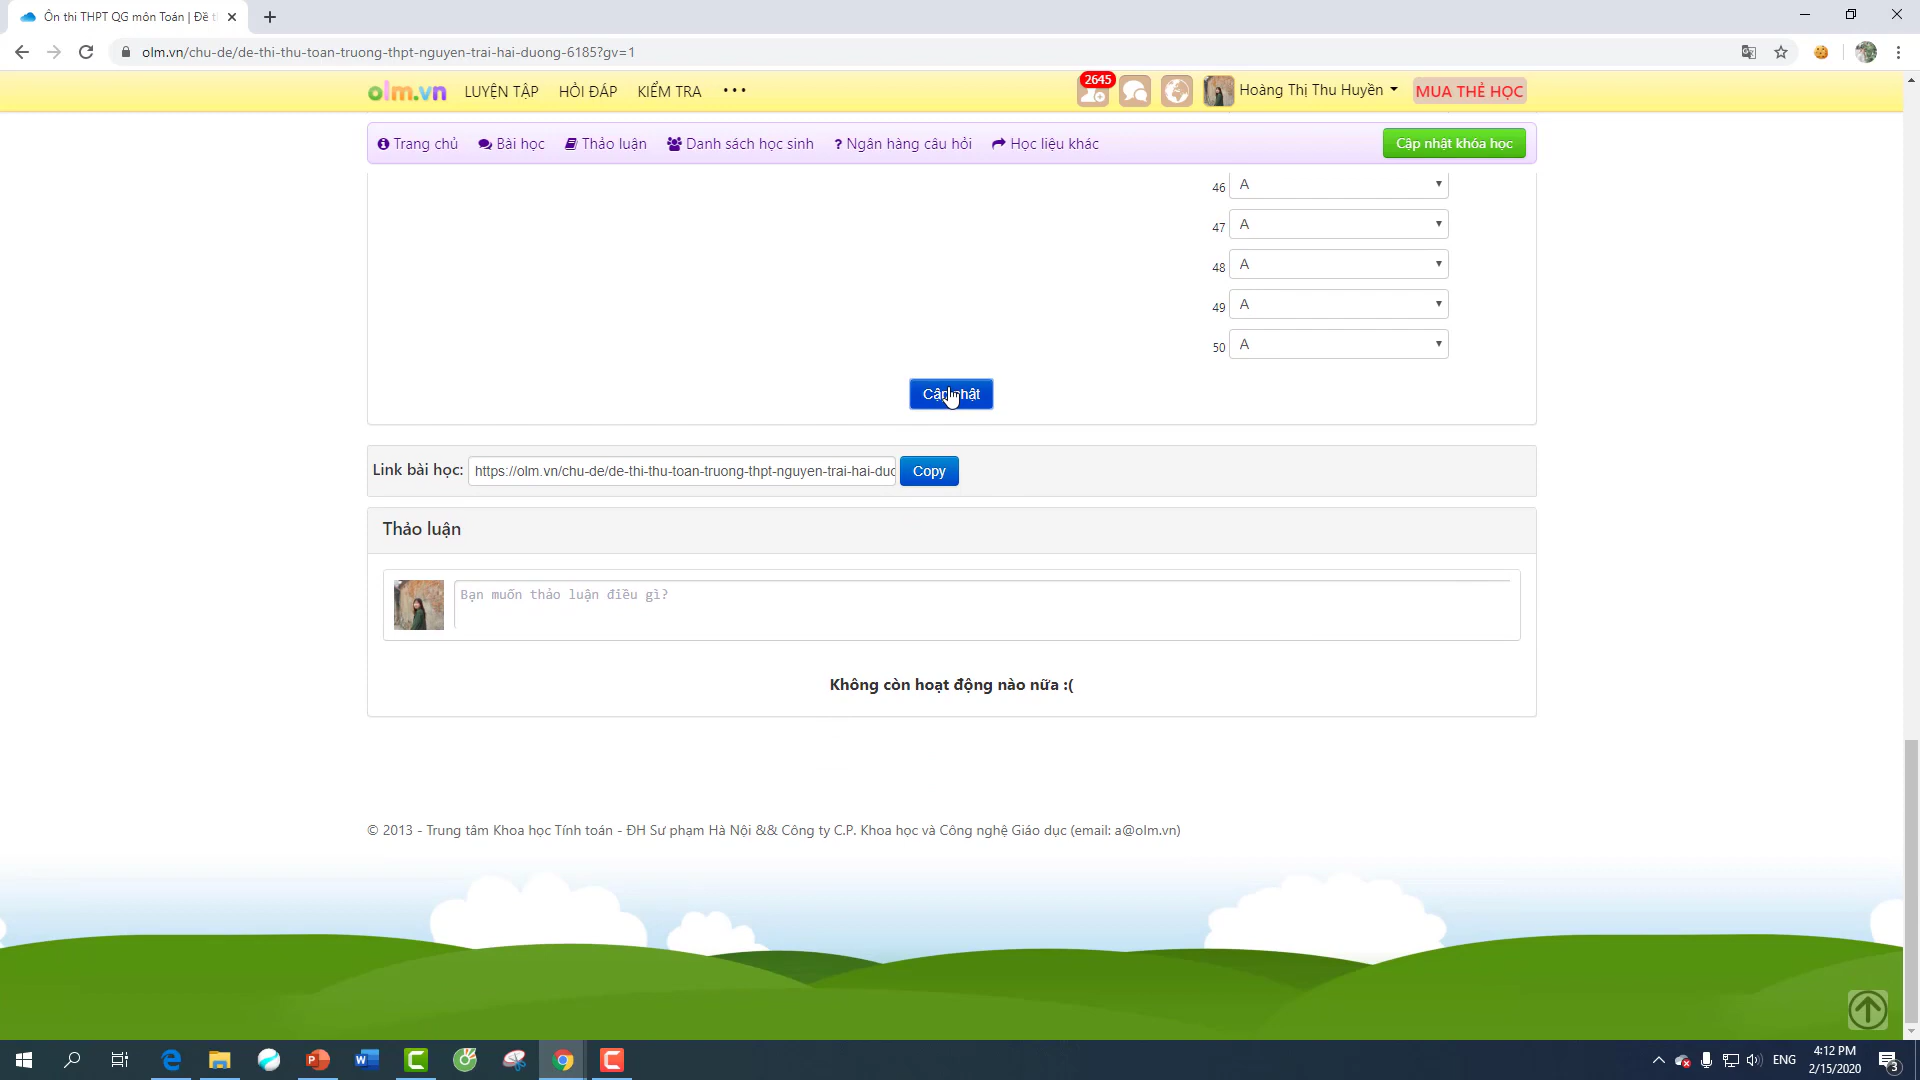 Ôn thi THPT QG môn Toán | Đề t
olm.vn/chu-de/de-thi-thu-toan-truong-thpt-nguyen-trai-hai-duong-6185?gv=1
olm.vn LUYỆN TẬP HỎI ĐÁP KIỂM TRA ••• 2645 Hoàng Thị Thu Huyền MUA THẺ HỌC
Trang chủ Bài học Thảo luận Danh sách học sinh ? Ngân hàng câu hỏi Học liệu khác Cập nhật khóa học
46 A
47 A
48 A
49 A
50 A
Cập nhật
Link bài học: https://olm.vn/chu-de/de-thi-thu-toan-truong-thpt-nguyen-trai-hai-duo Copy
Thảo luận
Bạn muốn thảo luận điều gì?
Không còn hoạt động nào nữa :(
© 2013 - Trung tâm Khoa học Tính toán - ĐH Sư phạm Hà Nội && Công ty C.P. Khoa học và Công nghệ Giáo dục (email: a@olm.vn)
ENG 4:12 PM
2/15/2020 3